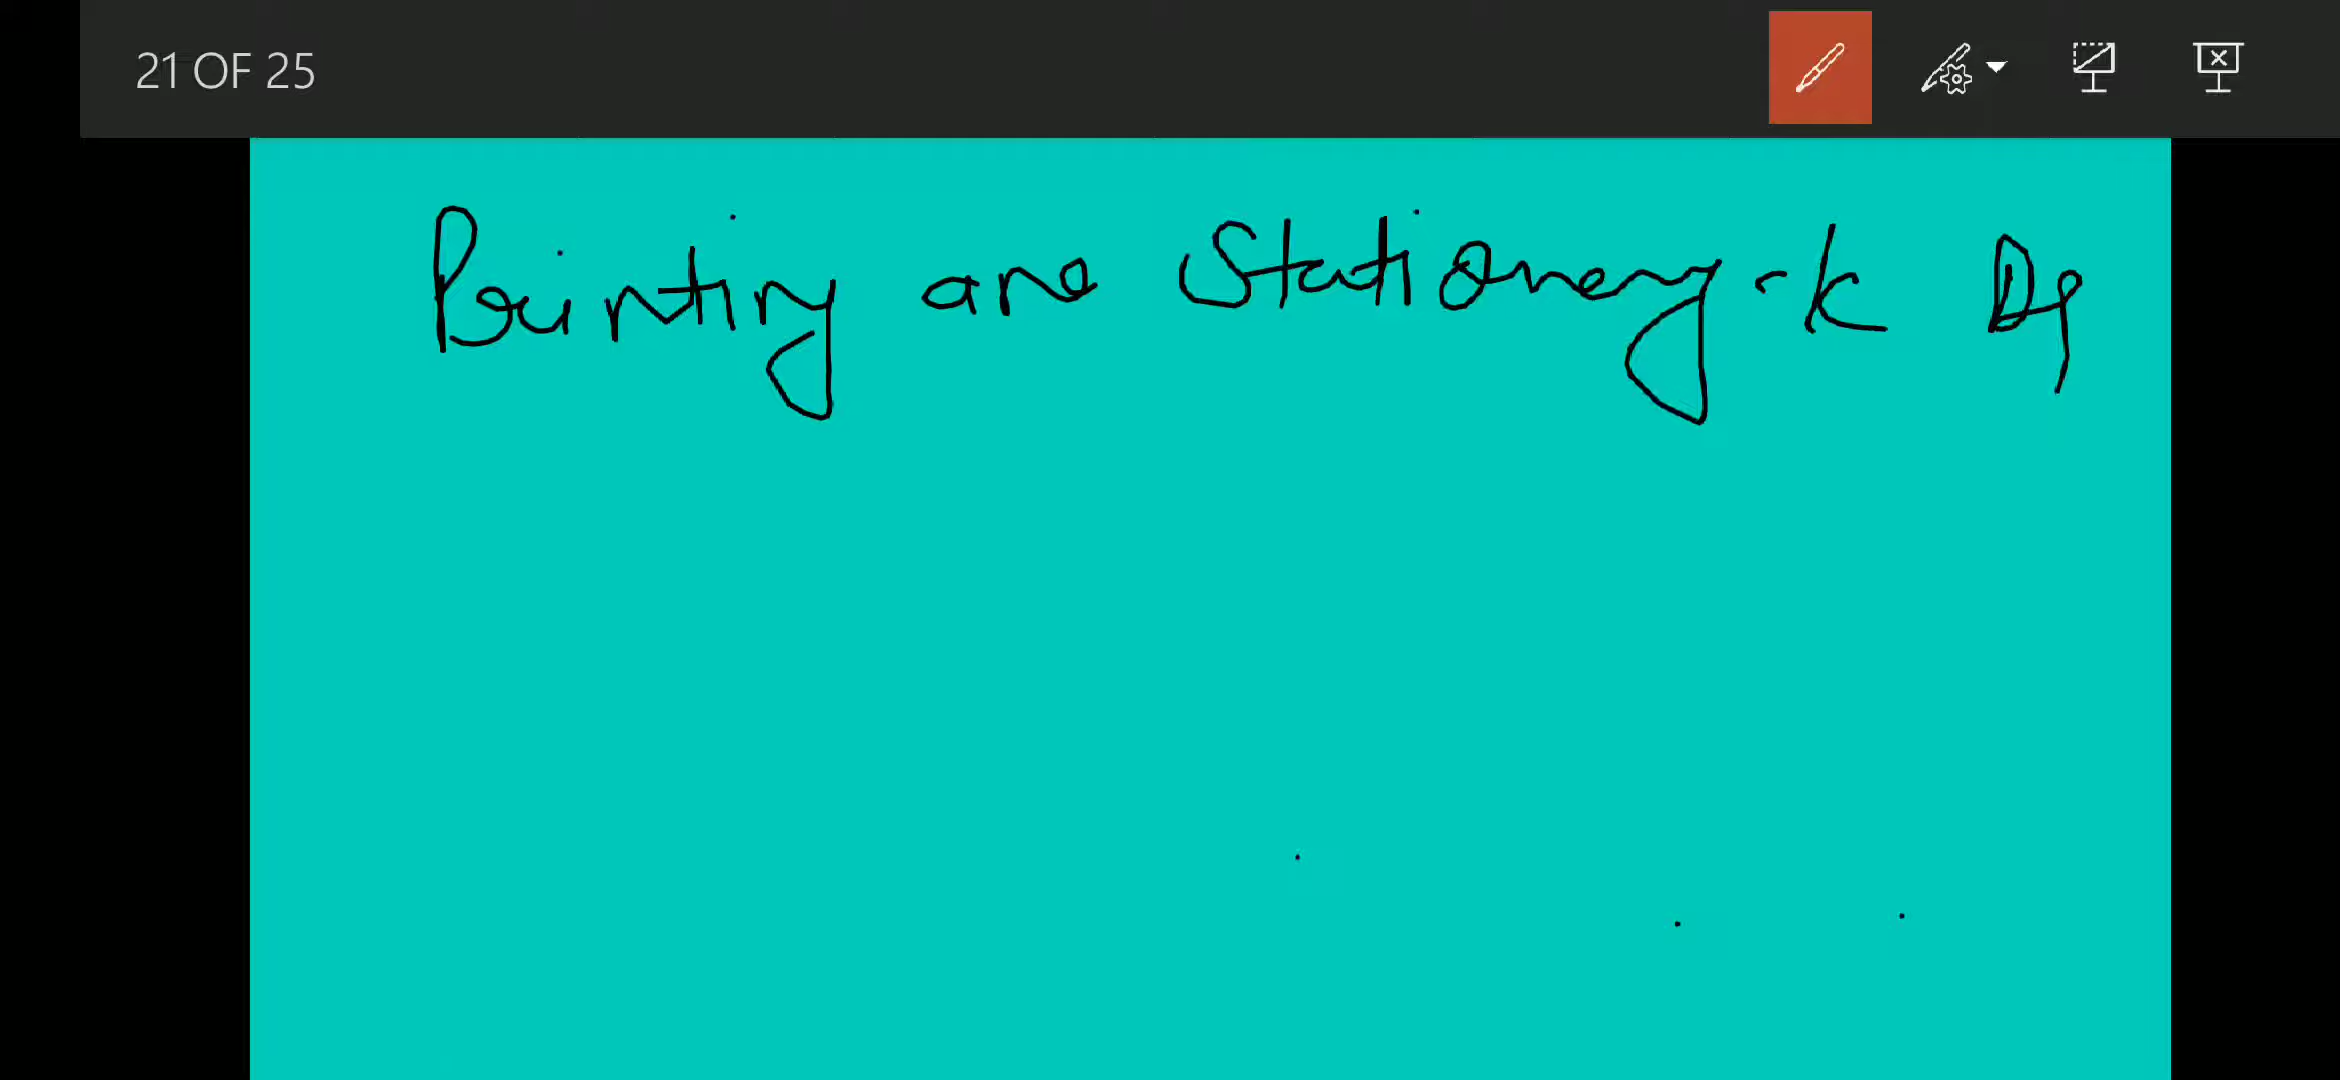 21 OF 25
Printing and Stationery - K